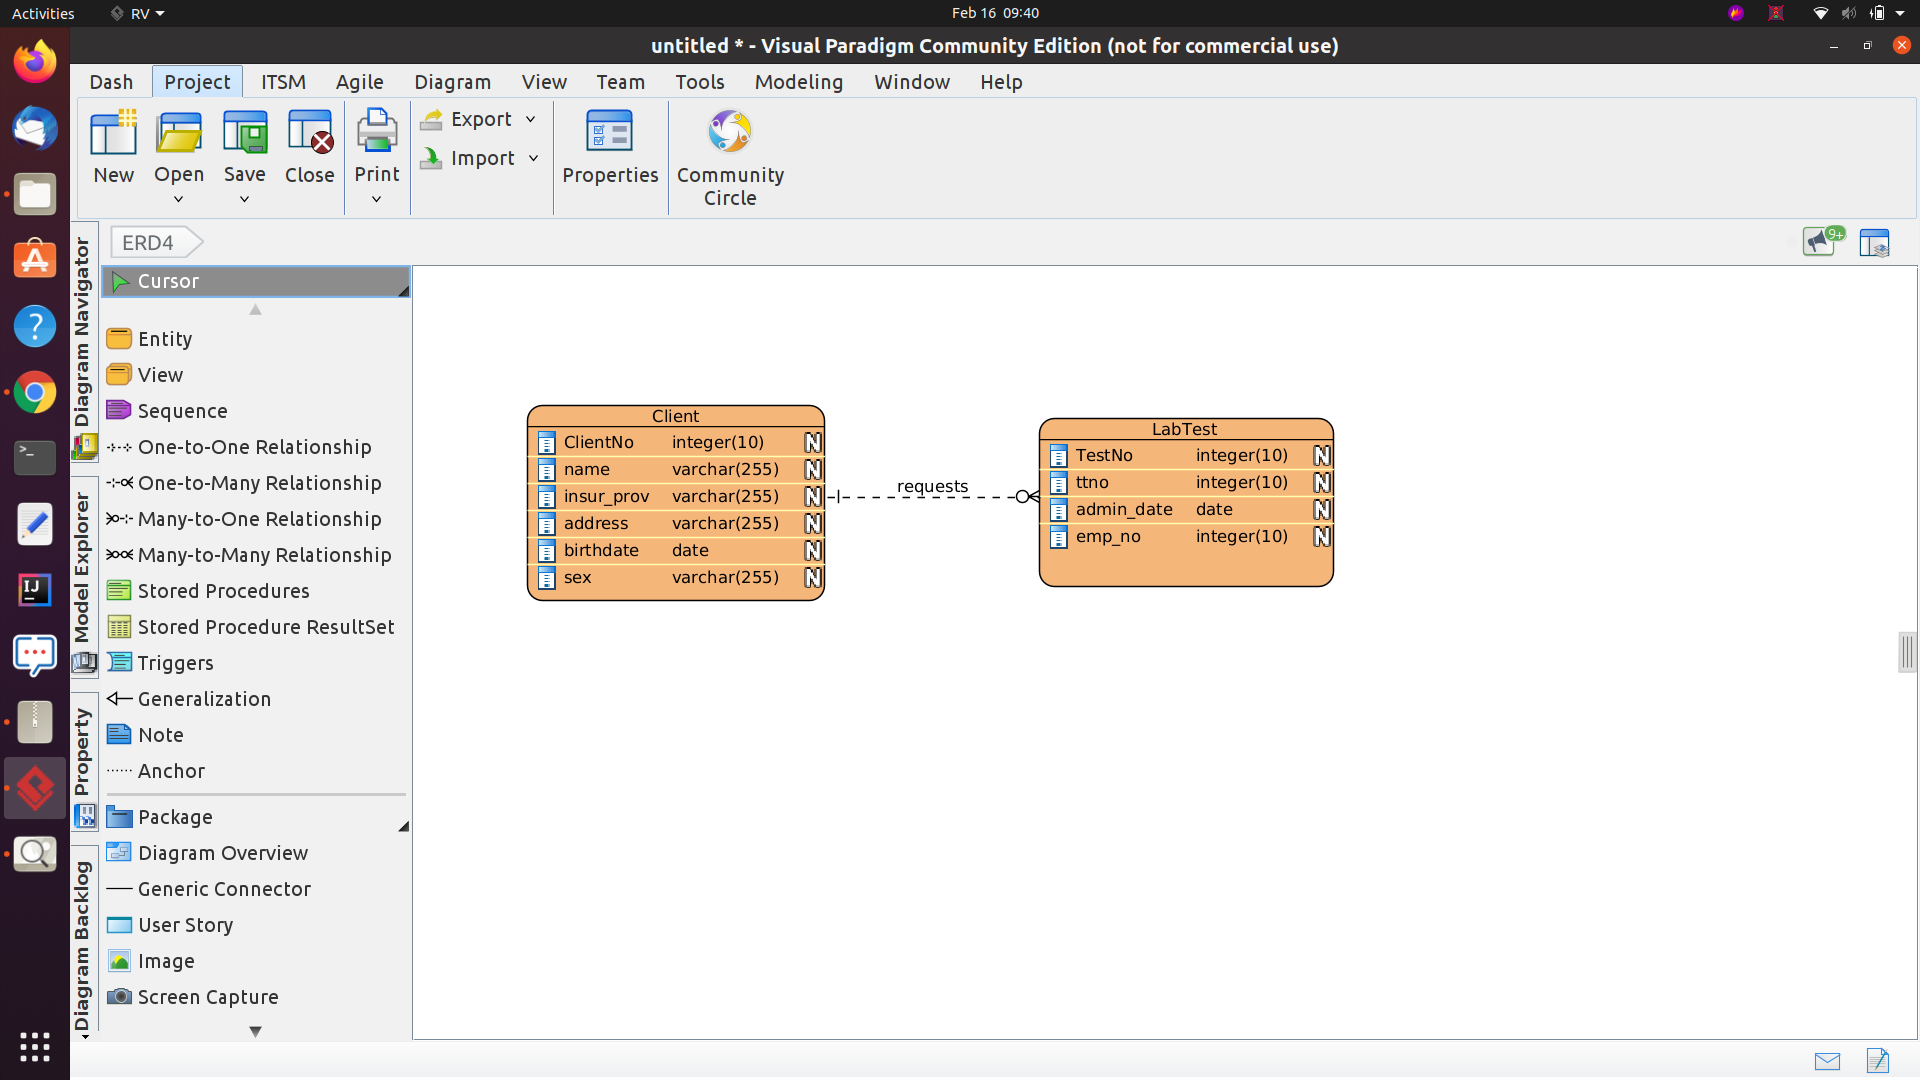 Activities
RV
Feb 16 09:40
untitled * - Visual Paradigm Community Edition (not for commercial use)
Dash
Project
ITSM
Agile
Diagram
View
Team
Tools
Modeling
Window
Help
New
Open
Save
Close
Print
Export
Import
Properties
Community
Circle
Diagram Navigator
Model Explorer
Property
Diagram Backlog
ERD4
9+
Cursor
Entity
View
Sequence
One-to-One Relationship
One-to-Many Relationship
Many-to-One Relationship
Many-to-Many Relationship
Stored Procedures
Stored Procedure ResultSet
Triggers
Generalization
Note
Anchor
Package
Diagram Overview
Generic Connector
User Story
Image
Screen Capture
Client
ClientNo integer(10) N
name varchar(255) N
insur_prov varchar(255) N
address varchar(255) N
birthdate date N
sex varchar(255) N
requests
LabTest
TestNo integer(10) N
ttno integer(10) N
admin_date date N
emp_no integer(10) N